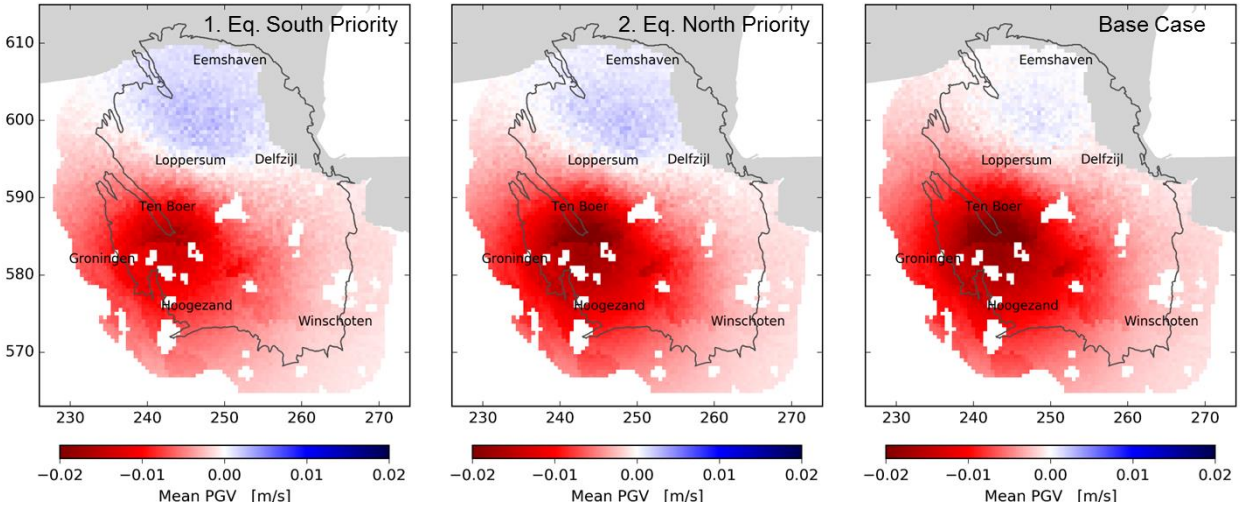 1. Eq. South Priority
610
600
590
580
570
Eemshaven
Loppersum Delfzijl
Ten Boer
Groningen
Hoogezand
Winschoten
230 240 250 260 270
−0.02 −0.01 0.00 0.01 0.02
Mean PGV [m/s]
2. Eq. North Priority
Eemshaven
Loppersum Delfzijl
Ten Boer
Groningen
Hoogezand
Winschoten
230 240 250 260 270
−0.02 −0.01 0.00 0.01 0.02
Mean PGV [m/s]
Base Case
Eemshaven
Loppersum Delfzijl
Ten Boer
Groningen
Hoogezand
Winschoten
230 240 250 260 270
−0.02 −0.01 0.00 0.01 0.02
Mean PGV [m/s]